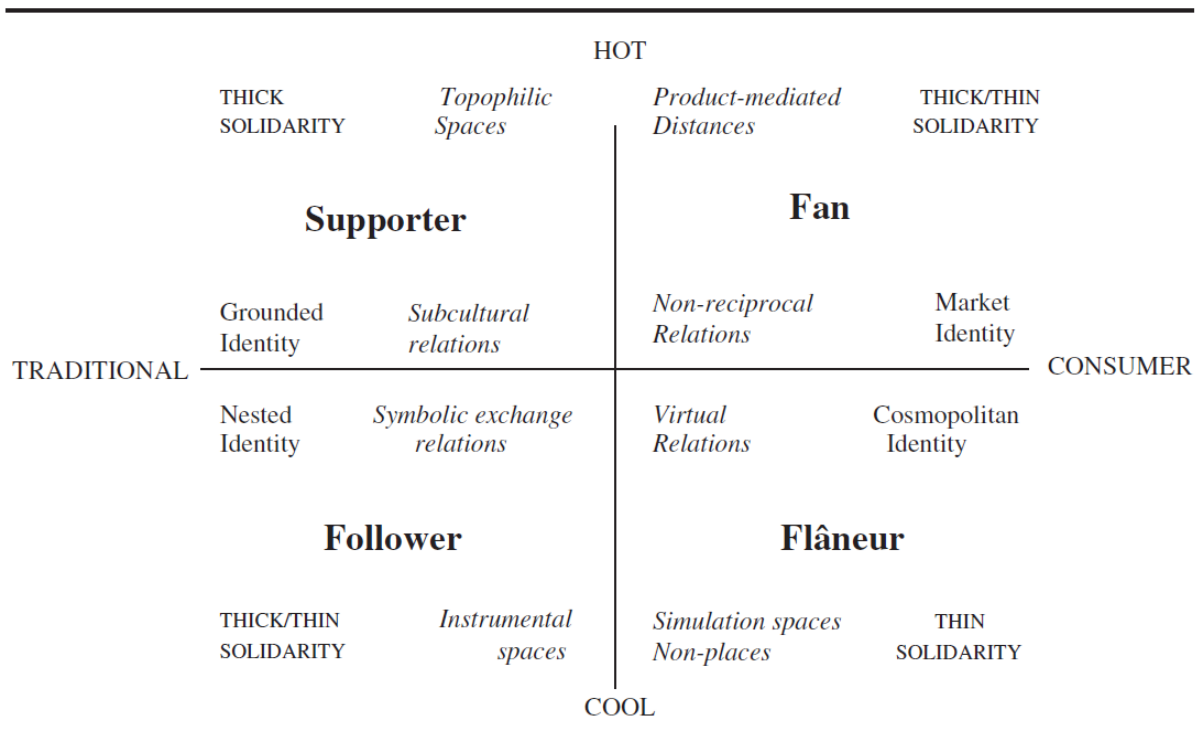 HOT
THICK
SOLIDARITY
Topophilic
Spaces
Product-mediated
Distances
THICK/THIN
SOLIDARITY
Supporter
Fan
Grounded
Identity
Subcultural
relations
Non-reciprocal
Relations
Market
Identity
TRADITIONAL
CONSUMER
Nested
Identity
Symbolic exchange
relations
Virtual
Relations
Cosmopolitan
Identity
Follower
Flâneur
THICK/THIN
SOLIDARITY
Instrumental
spaces
Simulation spaces
Non-places
THIN
SOLIDARITY
COOL